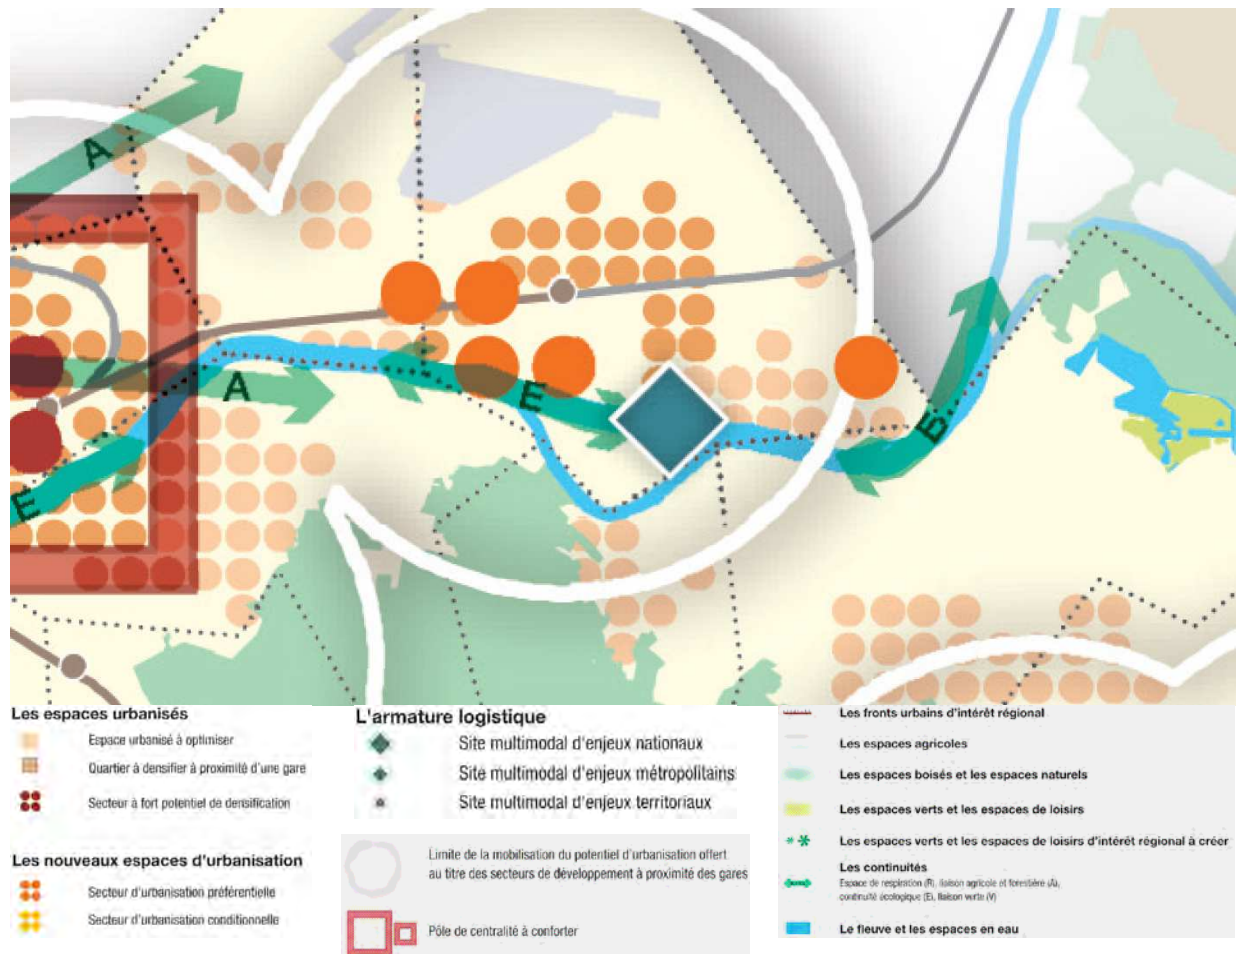 A
A
E
E
E
Les espaces urbanisés
Espace urbanisé à optimiser
Quartier à densifier à proximité d'une gare
Secteur à fort potentiel de densification
Les nouveaux espaces d'urbanisation
Secteur d'urbanisation préférentielle
Secteur d'urbanisation conditionnelle
L'armature logistique
Site multimodal d'enjeux nationaux
Site multimodal d'enjeux métropolitains
Site multimodal d'enjeux territoriaux
Limite de la mobilisation du potentiel d'urbanisation offert
au titre des secteurs de développement à proximité des gares
Pôle de centralité à conforter
Les fronts urbains d'intérêt régional
Les espaces agricoles
Les espaces boisés et les espaces naturels
Les espaces verts et les espaces de loisirs
Les espaces verts et les espaces de loisirs d'intérêt régional à créer
Les continuités
Espace de respiration (R), liaison agricole et forestière (A),
continuité écologique (E), liaison verte (V)
Le fleuve et les espaces en eau